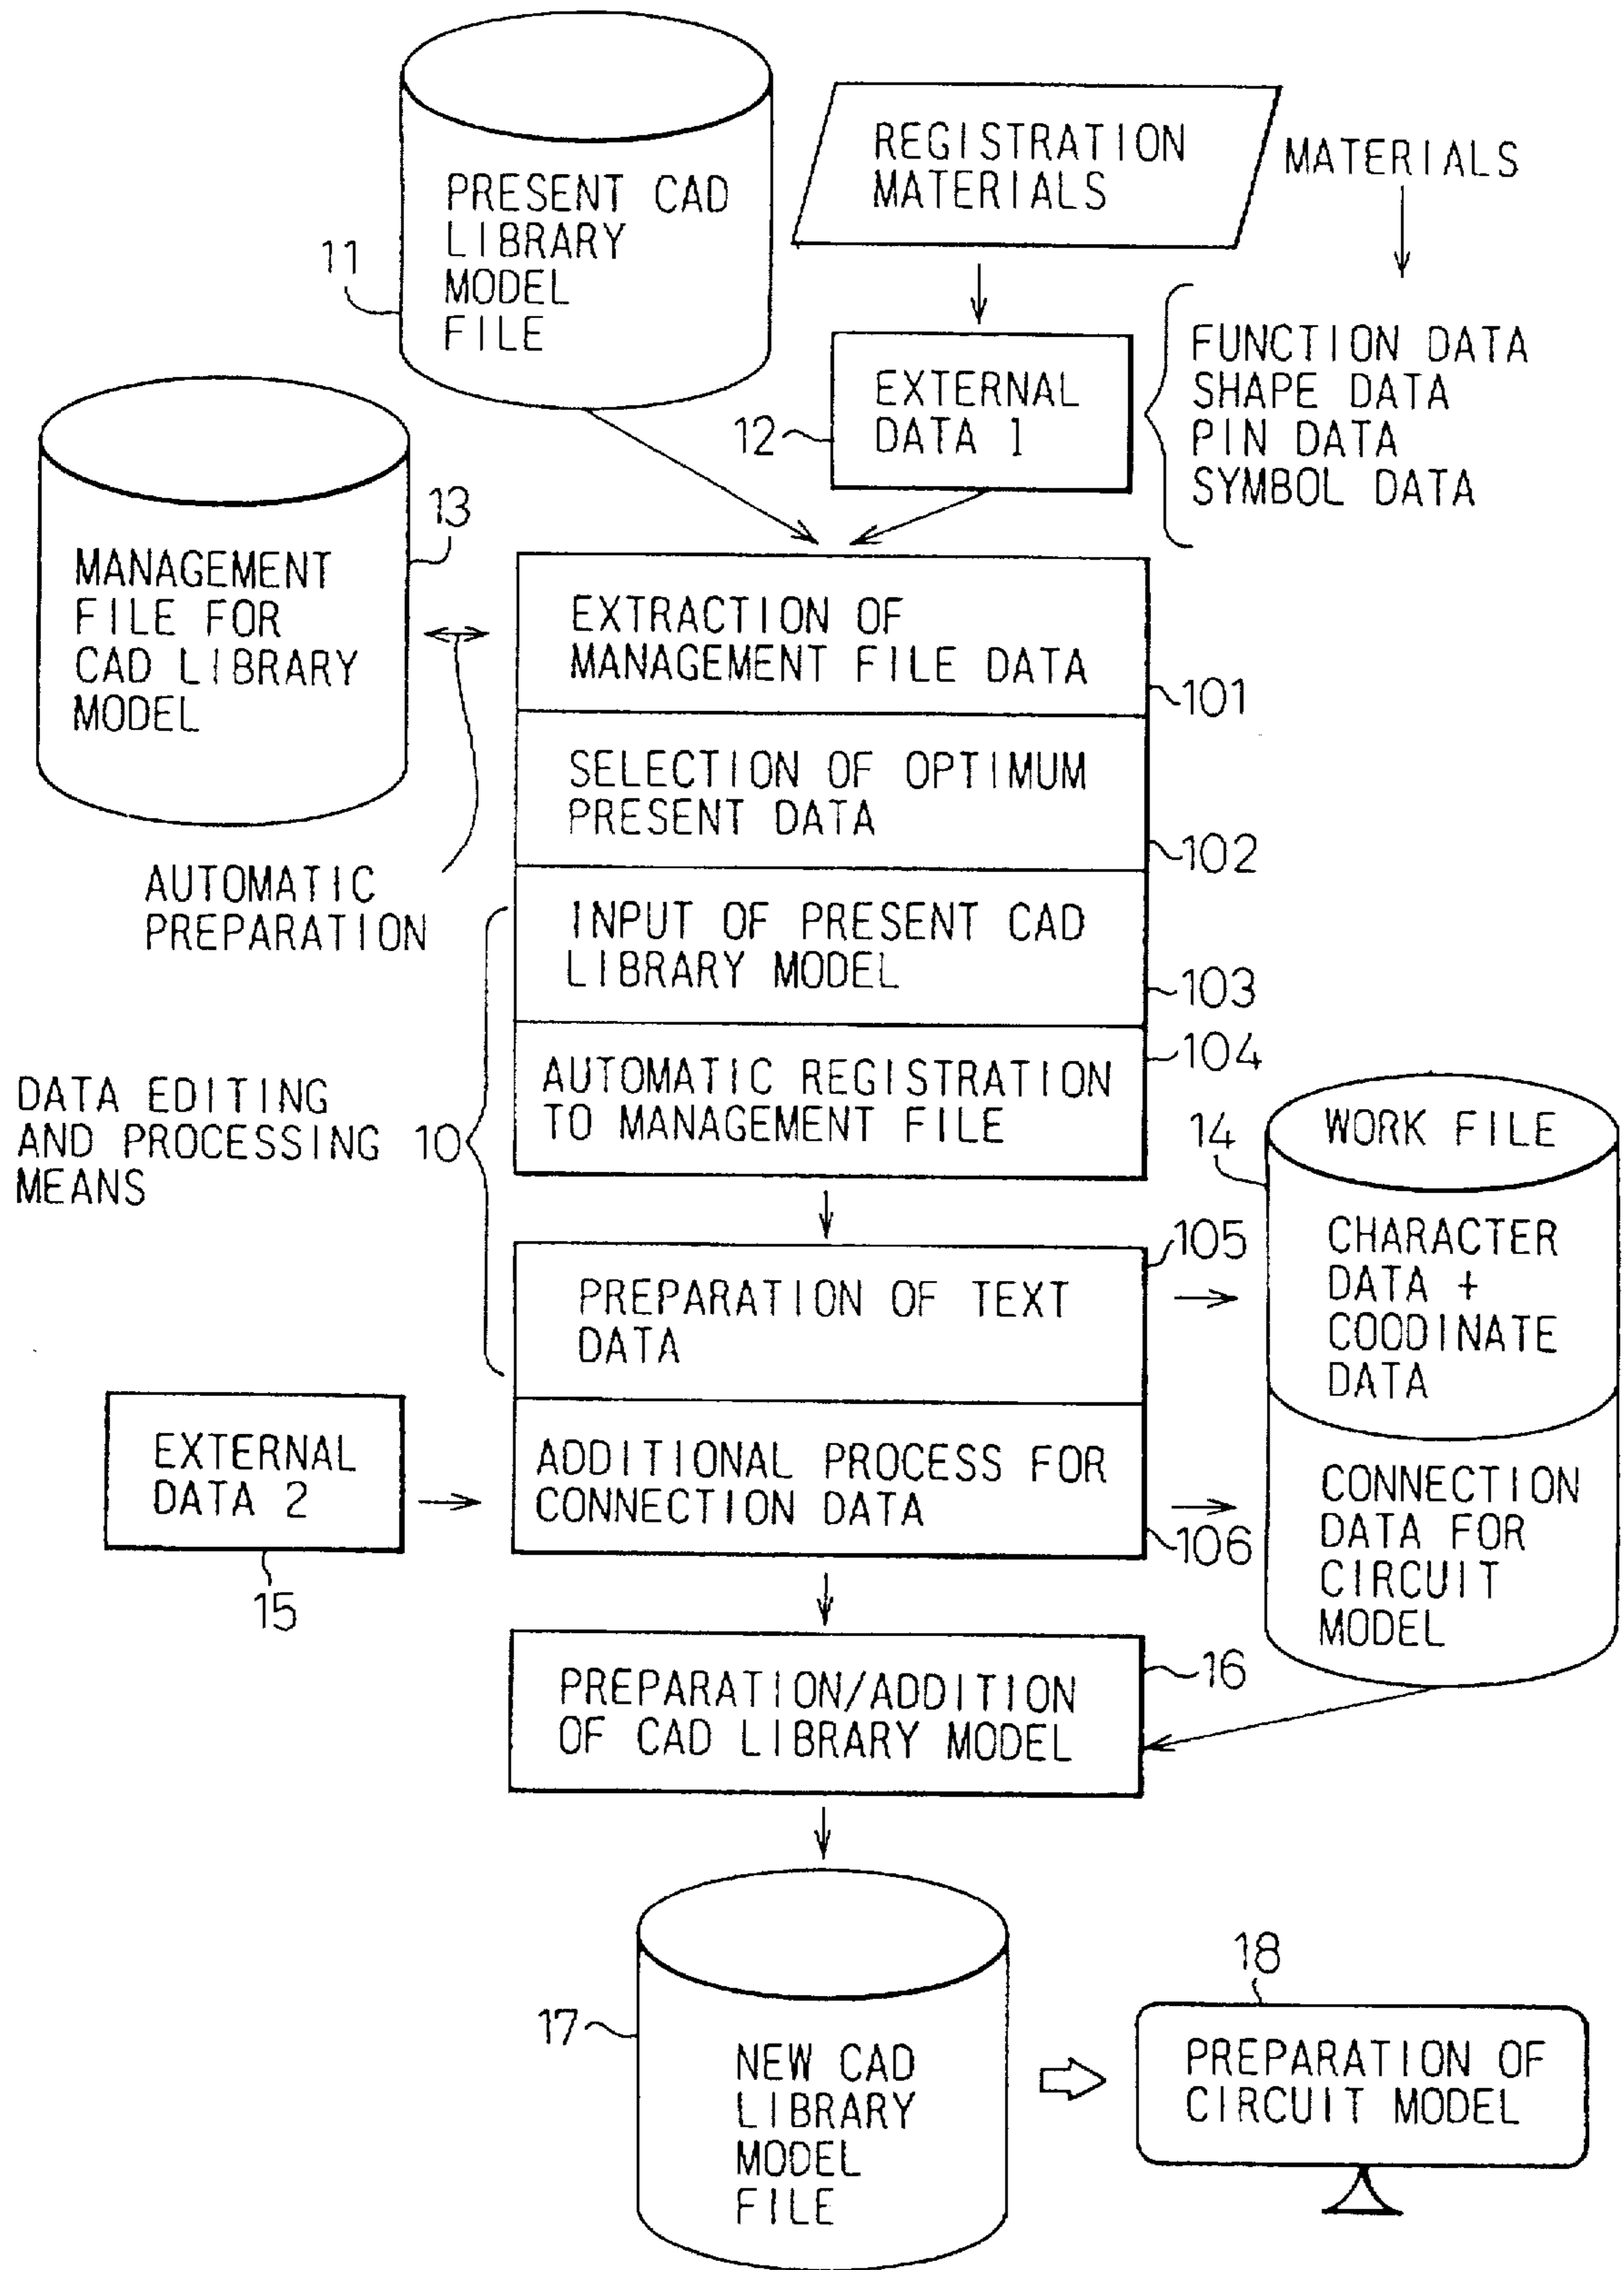 REGISTRATION
MATERIALS
MATERIALS
PRESENT CAD
LIBRARY
MODEL
FILE
11
EXTERNAL
DATA 1
12
FUNCTION DATA
SHAPE DATA
PIN DATA
SYMBOL DATA
13
MANAGEMENT
FILE FOR
CAD LIBRARY
MODEL
EXTRACTION OF
MANAGEMENT FILE DATA
101
SELECTION OF OPTIMUM
PRESENT DATA
102
AUTOMATIC
PREPARATION
INPUT OF PRESENT CAD
LIBRARY MODEL
103
AUTOMATIC REGISTRATION
TO MANAGEMENT FILE
104
DATA EDITING
AND PROCESSING
MEANS
10
14
WORK FILE
CHARACTER
DATA +
COODINATE
DATA
105
PREPARATION OF TEXT
DATA
EXTERNAL
DATA 2
15
ADDITIONAL PROCESS FOR
CONNECTION DATA
106
CONNECTION
DATA FOR
CIRCUIT
MODEL
PREPARATION/ADDITION
OF CAD LIBRARY MODEL
16
17
NEW CAD
LIBRARY
MODEL
FILE
18
PREPARATION OF
CIRCUIT MODEL